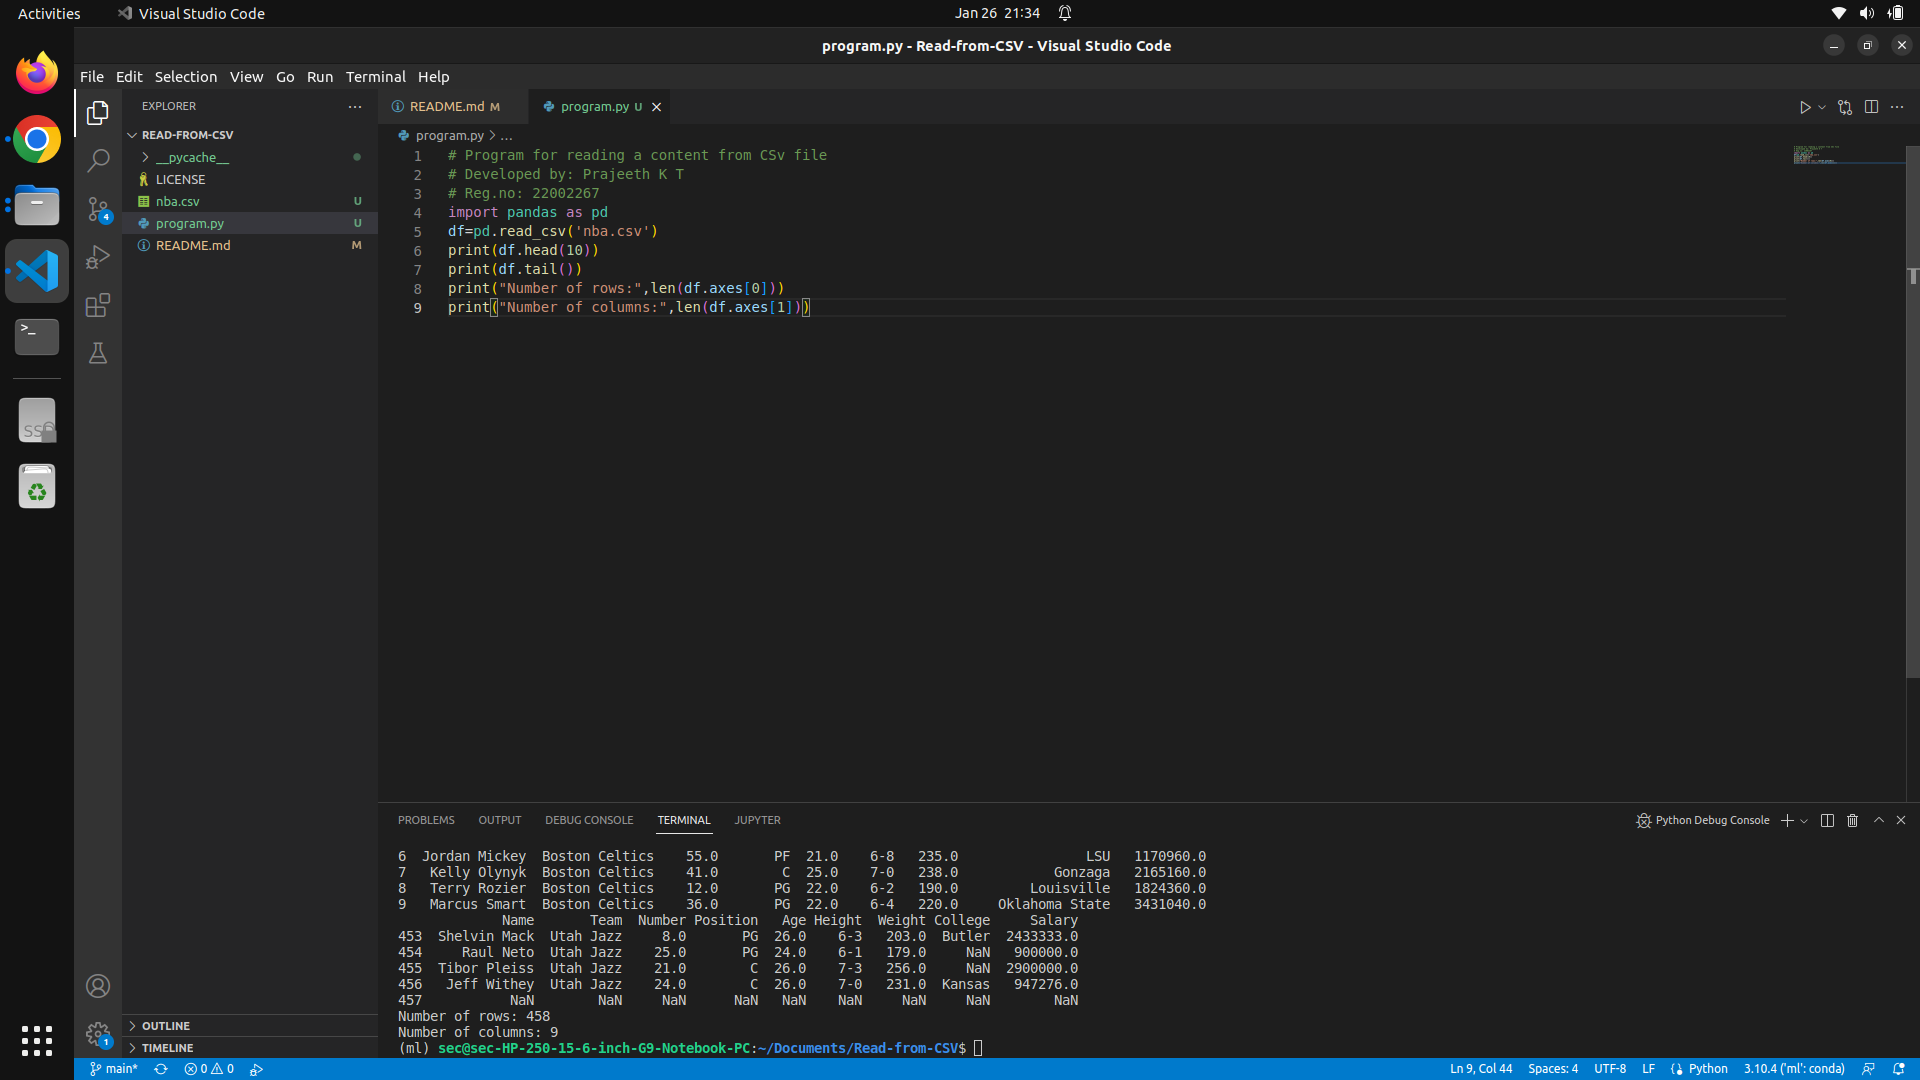 Activities Visual Studio Code Jan 26 21:34
program.py - Read-from-CSV - Visual Studio Code
File Edit Selection View Go Run Terminal Help
EXPLORER
READ-FROM-CSV
__pycache__
LICENSE
nba.csv U
program.py U
README.md M
4
OUTLINE
TIMELINE
1
README.md M program.py U
program.py > ...
1 # Program for reading a content from CSv file
2 # Developed by: Prajeeth K T
3 # Reg.no: 22002267
4 import pandas as pd
5 df=pd.read_csv('nba.csv')
6 print(df.head(10))
7 print(df.tail())
8 print("Number of rows:",len(df.axes[0]))
9 print("Number of columns:",len(df.axes[1]))
PROBLEMS OUTPUT DEBUG CONSOLE TERMINAL JUPYTER Python Debug Console
6 Jordan Mickey Boston Celtics 55.0 PF 21.0 6-8 235.0 LSU 1170960.0
7 Kelly Olynyk Boston Celtics 41.0 C 25.0 7-0 238.0 Gonzaga 2165160.0
8 Terry Rozier Boston Celtics 12.0 PG 22.0 6-2 190.0 Louisville 1824360.0
9 Marcus Smart Boston Celtics 36.0 PG 22.0 6-4 220.0 Oklahoma State 3431040.0
Name Team Number Position Age Height Weight College Salary
453 Shelvin Mack Utah Jazz 8.0 PG 26.0 6-3 203.0 Butler 2433333.0
454 Raul Neto Utah Jazz 25.0 PG 24.0 6-1 179.0 NaN 900000.0
455 Tibor Pleiss Utah Jazz 21.0 C 26.0 7-3 256.0 NaN 2900000.0
456 Jeff Withey Utah Jazz 24.0 C 26.0 7-0 231.0 Kansas 947276.0
457 NaN NaN NaN NaN NaN NaN NaN NaN NaN
Number of rows: 458
Number of columns: 9
(ml) sec@sec-HP-250-15-6-inch-G9-Notebook-PC:~/Documents/Read-from-CSV$
main* 0 0 Ln 9, Col 44 Spaces: 4 UTF-8 LF Python 3.10.4 ('ml': conda)